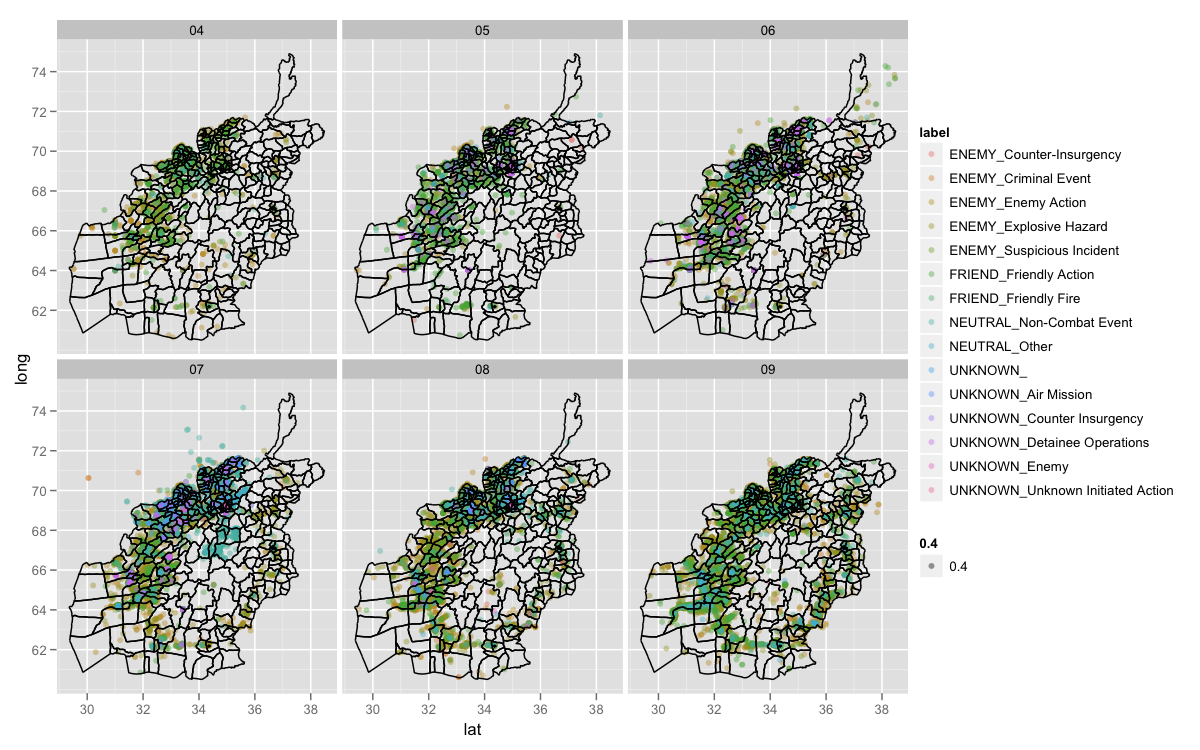 04 05 06
74
72
70
68
66
64
62
long
07 08 09
74
72
70
68
66
64
62
30 32 34 36 38 30 32 34 36 38 30 32 34 36 38
lat
label
ENEMY_Counter-Insurgency
ENEMY_Criminal Event
ENEMY_Enemy Action
ENEMY_Explosive Hazard
ENEMY_Suspicious Incident
FRIEND_Friendly Action
FRIEND_Friendly Fire
NEUTRAL_Non-Combat Event
NEUTRAL_Other
UNKNOWN_
UNKNOWN_Air Mission
UNKNOWN_Counter Insurgency
UNKNOWN_Detainee Operations
UNKNOWN_Enemy
UNKNOWN_Unknown Initiated Action
0.4
0.4